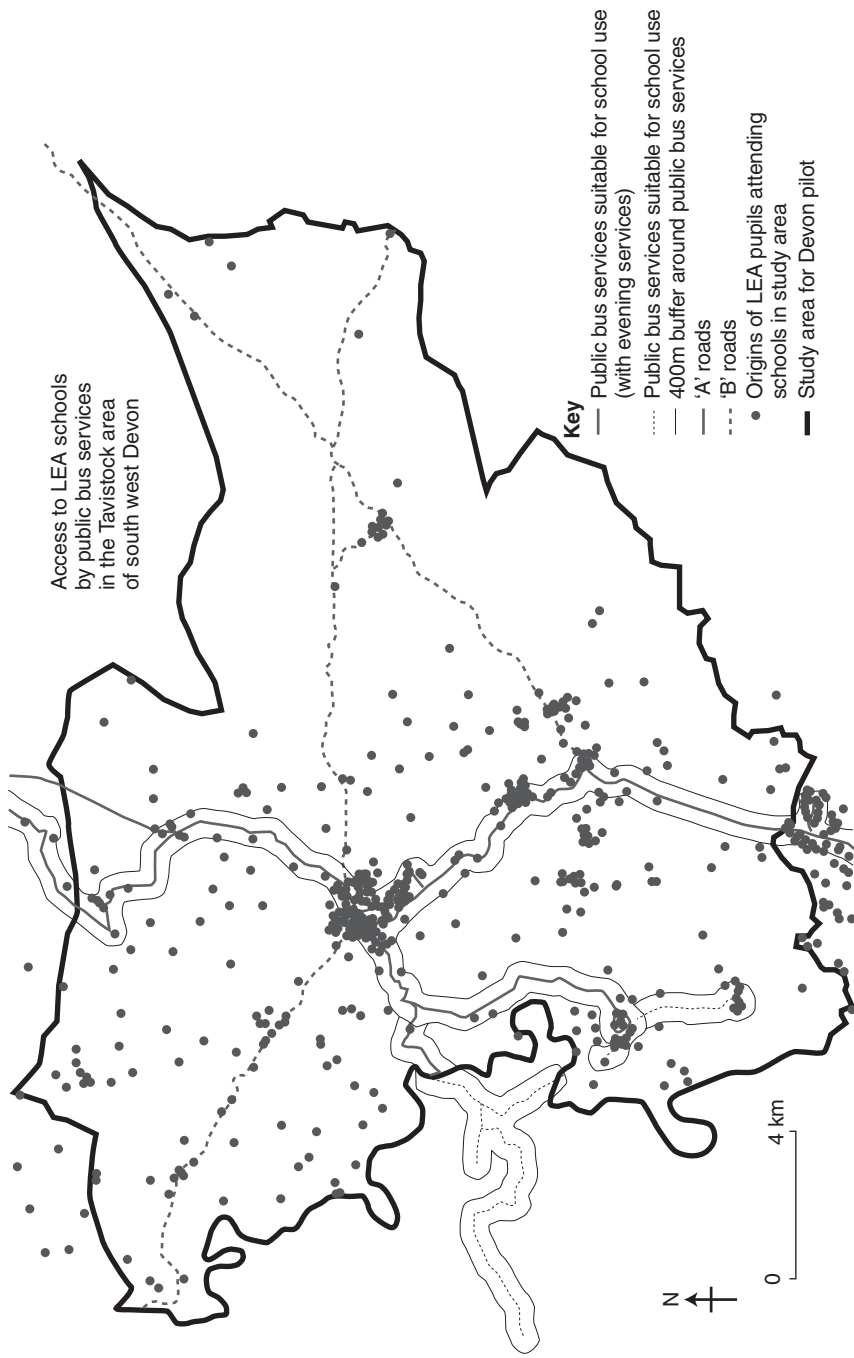 Access to LEA schools
by public bus services
in the Tavistock area
of south west Devon
Key
Public bus services suitable for school use
(with evening services)
Public bus services suitable for school use
400m buffer around public bus services
‘A’ roads
‘B’ roads
Origins of LEA pupils attending
schools in study area
Study area for Devon pilot
N
0
4 km